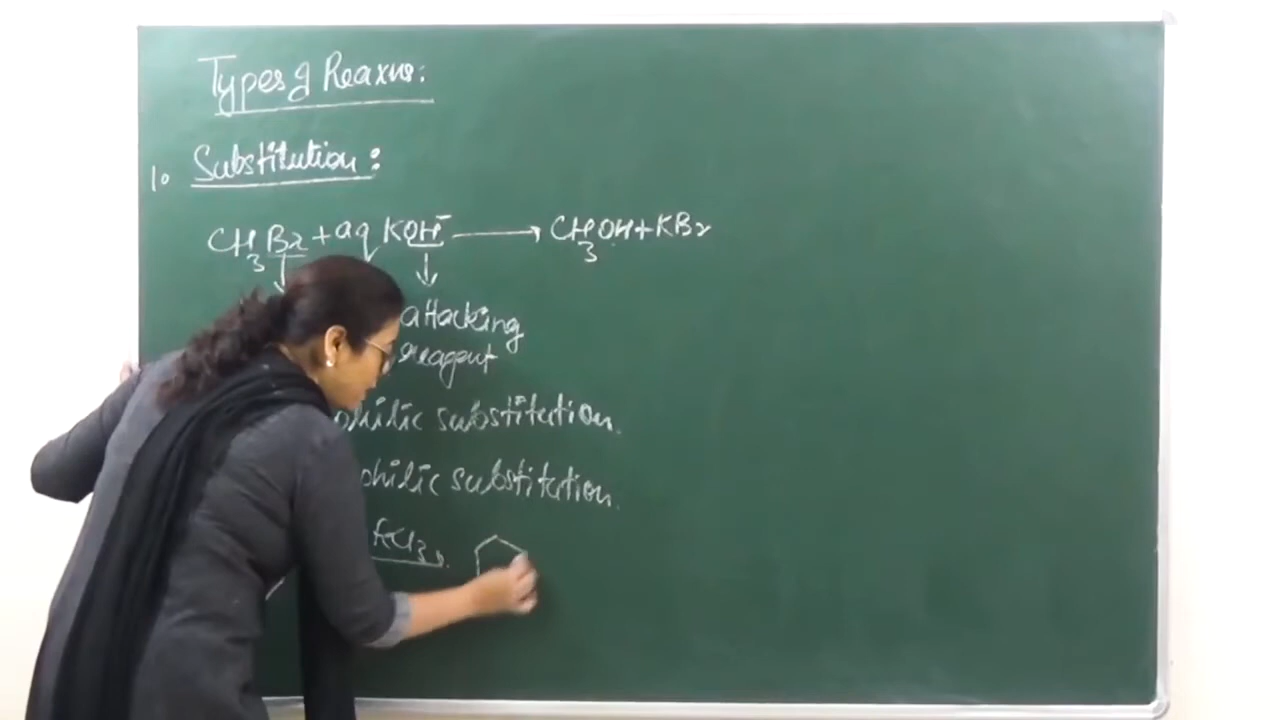 Types of Reaxns:
1. Substitution:
CH3Br + aq KOH⁻ ⟶ CH3OH + KBr
↓ ↓
attacking
reagent
philic substitution.
philic substitution.
FeCl3